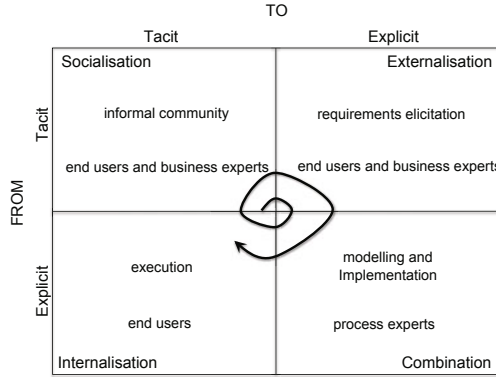 TO
Tacit Explicit
Socialisation Externalisation
informal community requirements elicitation
end users and business experts end users and business experts
FROM
Tacit
Explicit
execution modelling and
Implementation
end users process experts
Internalisation Combination